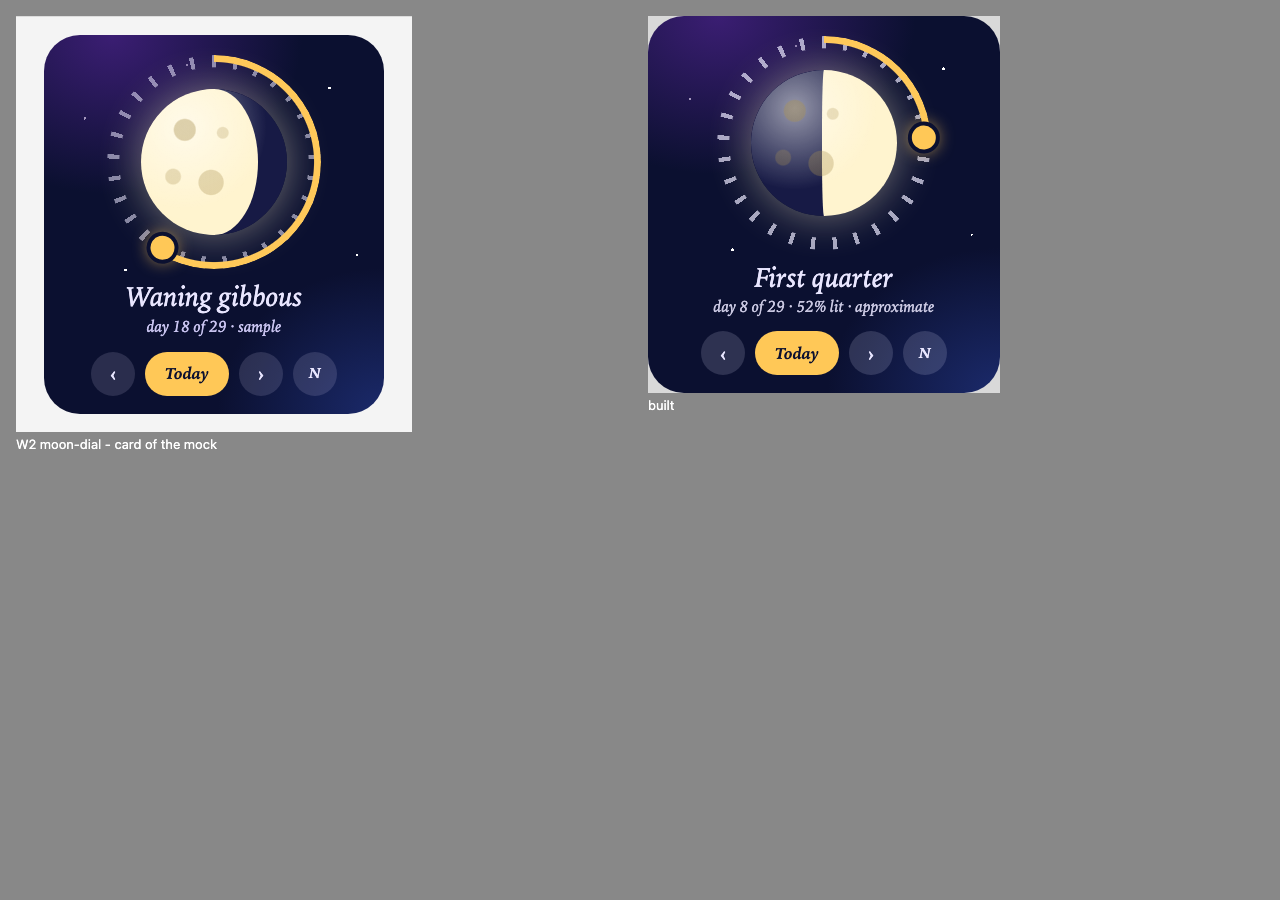 Waning gibbous
day 18 of 29 · sample
‹ Today › N
W2 moon-dial - card of the mock
First quarter
day 8 of 29 · 52% lit · approximate
‹ Today › N
built